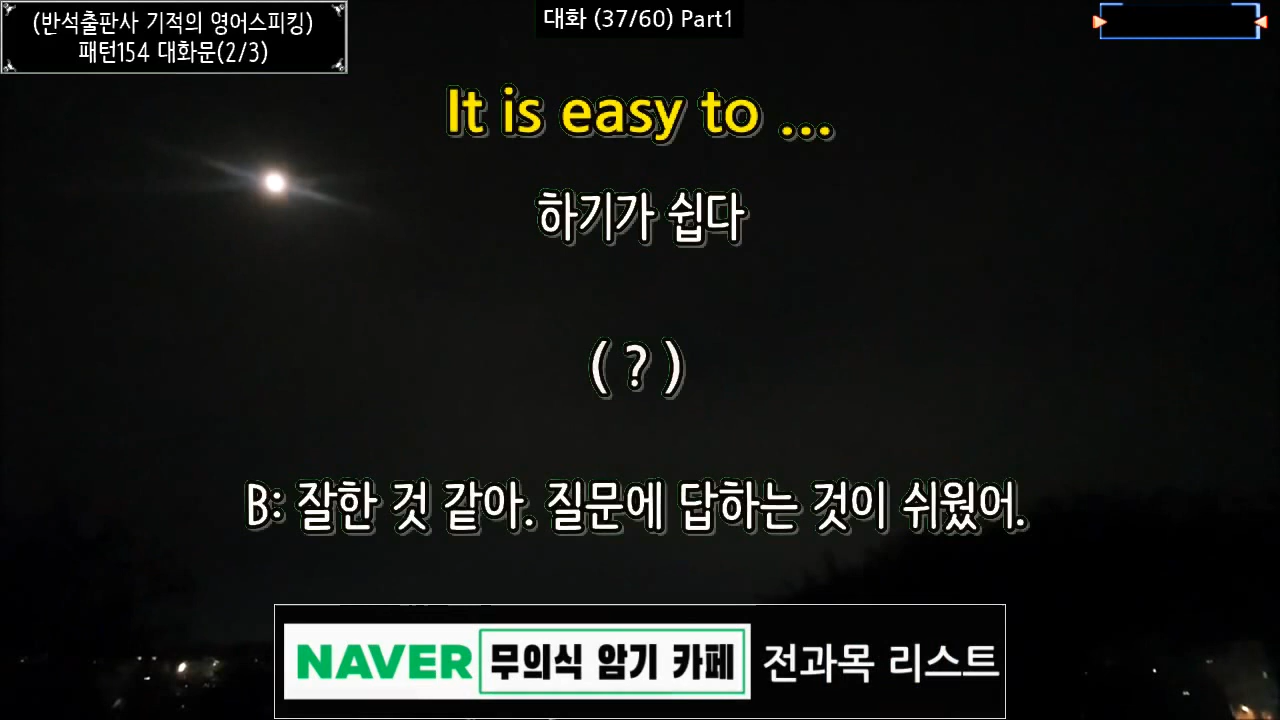 (반석출판사 기적의 영어스피킹)
패턴154 대화문(2/3)
대화 (37/60) Part1
It is easy to ...
하기가 쉽다
( ? )
B: 잘한 것 같아. 질문에 답하는 것이 쉬웠어.
NAVER 무의식 암기 카페 전과목 리스트